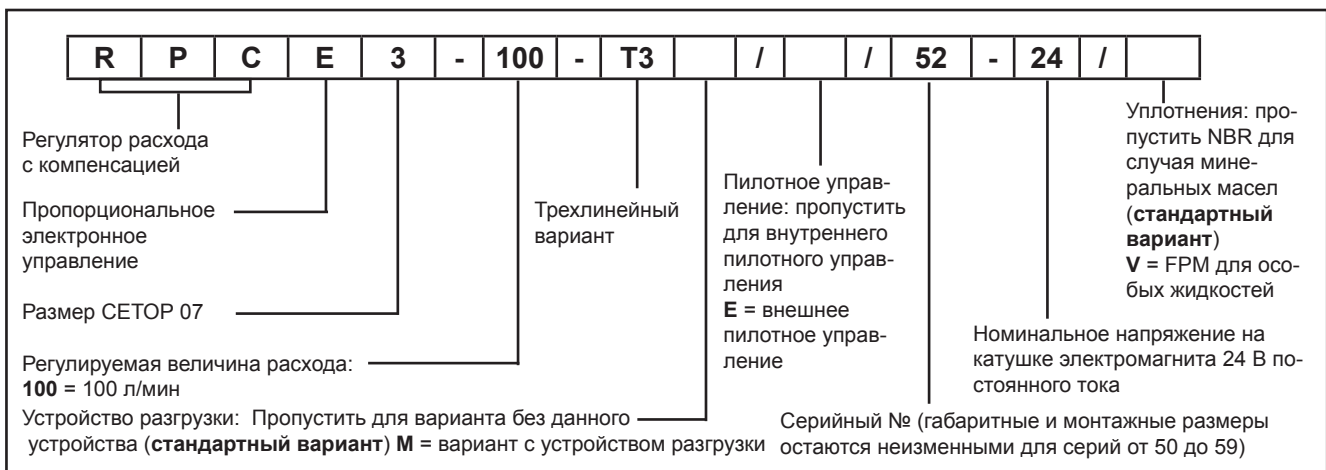 R P C E 3 - 100 - T3 / / 52 - 24 /
Регулятор расхода
с компенсацией
Пропорциональное
электронное
управление
Размер CETOP 07
Регулируемая величина расхода:
100 = 100 л/мин
Устройство разгрузки: Пропустить для варианта без данного
устройства (стандартный вариант) M = вариант с устройством разгрузки
Трехлинейный
вариант
Пилотное управ-
ление: пропустить
для внутреннего
пилотного управ-
ления
E = внешнее
пилотное управ-
ление
Серийный № (габаритные и монтажные размеры
остаются неизменными для серий от 50 до 59)
Номинальное напряжение на
катушке электромагнита 24 В по-
стоянного тока
Уплотнения: про-
пустить NBR для
случая мине-
ральных масел
(стандартный
вариант)
V = FPM для осо-
бых жидкостей